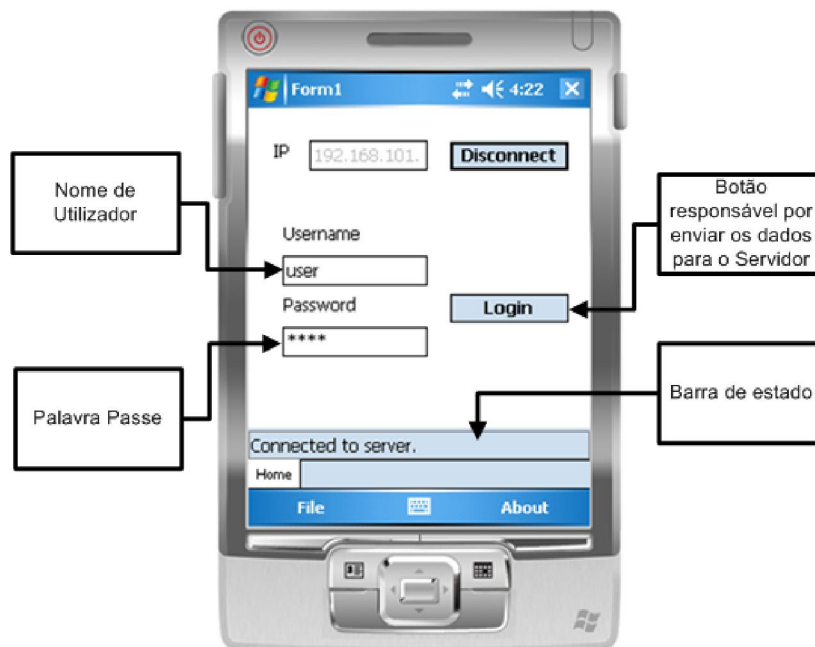 Form1
4:22
IP
192.168.101.
Disconnect
Nome de
Utilizador
Botão
responsável por
enviar os dados
para o Servidor
Username
user
Password
Login
****
Palavra Passe
Barra de estado
Connected to server.
Home
File
About